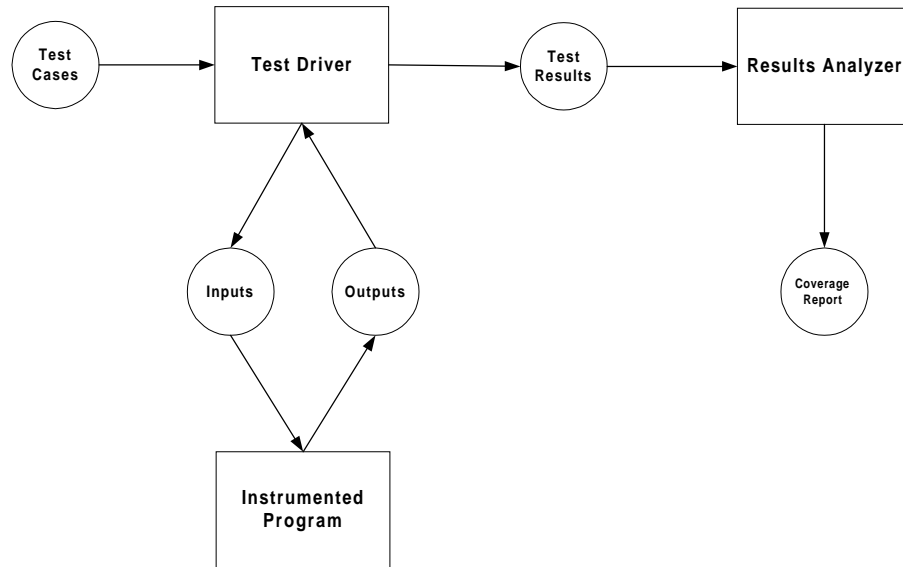 Test
Cases
Test Driver
Test
Results
Results Analyzer
Inputs
Outputs
Coverage
Report
Instrumented
Program